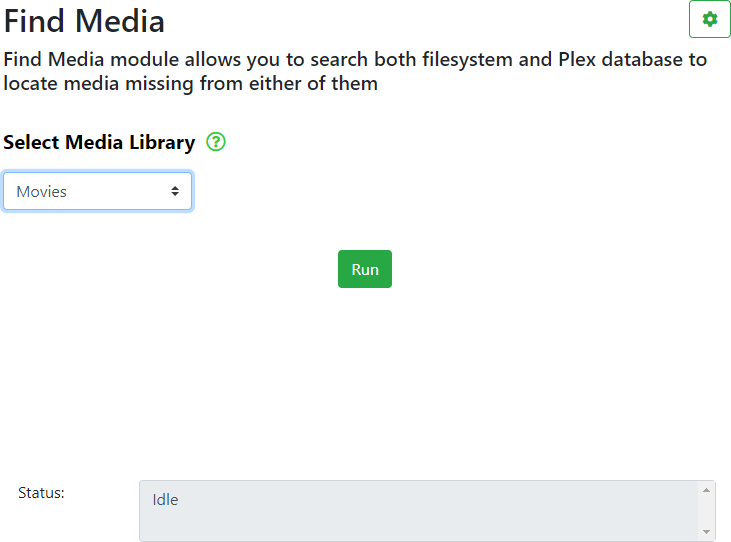 Find Media
Find Media module allows you to search both filesystem and Plex database to
locate media missing from either of them
Select Media Library
Movies
Run
Status:
Idle